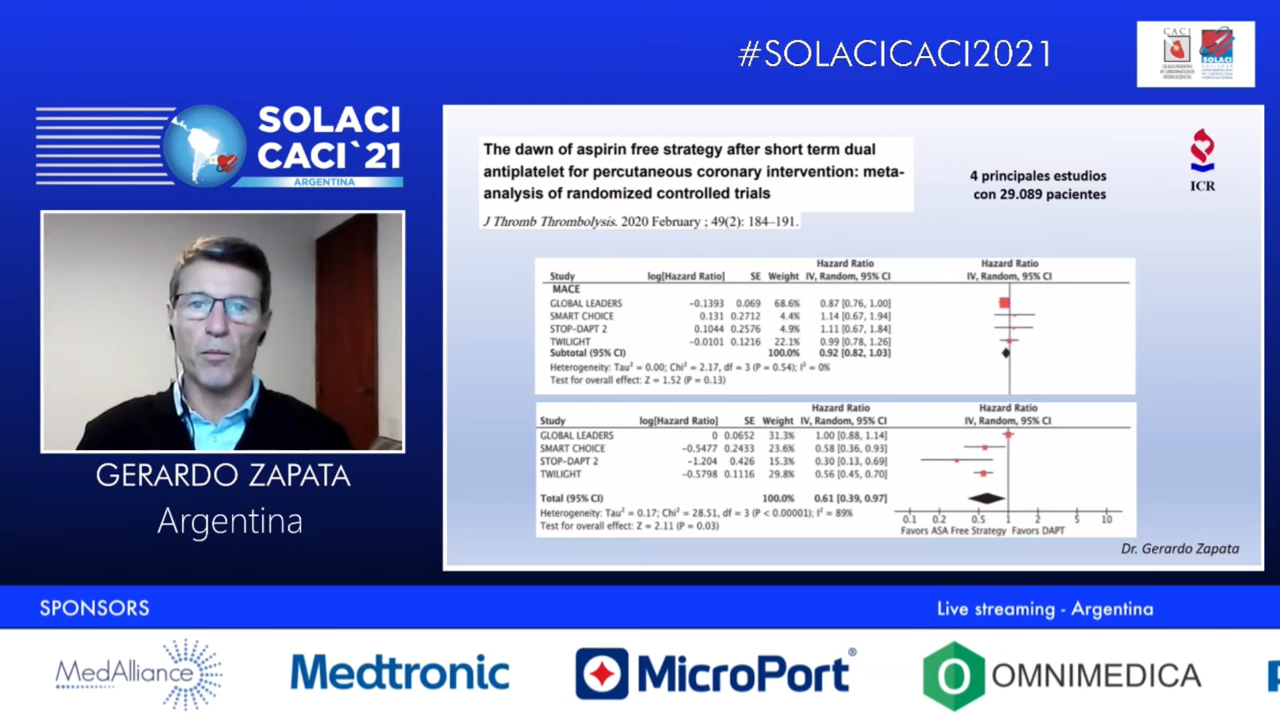 #SOLACICACI2021
CACI
SOLACI
SOLACI
CACI`21
ARGENTINA
GERARDO ZAPATA
Argentina
The dawn of aspirin free strategy after short term dual
antiplatelet for percutaneous coronary intervention: meta-
analysis of randomized controlled trials
J Thromb Thrombolysis. 2020 February ; 49(2): 184–191.
4 principales estudios
con 29.089 pacientes
ICR
Hazard Ratio Hazard Ratio
Study log[Hazard Ratio] SE Weight IV, Random, 95% CI IV, Random, 95% CI
MACE
GLOBAL LEADERS −0.1393 0.069 68.6% 0.87 [0.76, 1.00]
SMART CHOICE 0.131 0.2712 4.4% 1.14 [0.67, 1.94]
STOP-DAPT 2 0.1044 0.2576 4.9% 1.11 [0.67, 1.84]
TWILIGHT −0.0101 0.1216 22.1% 0.99 [0.78, 1.26]
Subtotal (95% CI) 100.0% 0.92 [0.82, 1.03]
Heterogeneity: Tau² = 0.00; Chi² = 2.17, df = 3 (P = 0.54); I² = 0%
Test for overall effect: Z = 1.52 (P = 0.13)
Hazard Ratio Hazard Ratio
Study log[Hazard Ratio] SE Weight IV, Random, 95% CI IV, Random, 95% CI
GLOBAL LEADERS 0 0.0652 31.3% 1.00 [0.88, 1.14]
SMART CHOICE −0.5477 0.2433 23.6% 0.58 [0.36, 0.93]
STOP-DAPT 2 −1.204 0.426 15.3% 0.30 [0.13, 0.69]
TWILIGHT −0.5798 0.1116 29.8% 0.56 [0.45, 0.70]
Total (95% CI) 100.0% 0.61 [0.39, 0.97]
Heterogeneity: Tau² = 0.17; Chi² = 28.51, df = 3 (P < 0.00001); I² = 89%
Test for overall effect: Z = 2.11 (P = 0.03)
0.1 0.2 0.5 1 2 5 10
Favors ASA Free Strategy Favors DAPT
Dr. Gerardo Zapata
SPONSORS
Live streaming - Argentina
MedAlliance
Medtronic
MicroPort®
OMNIMEDICA